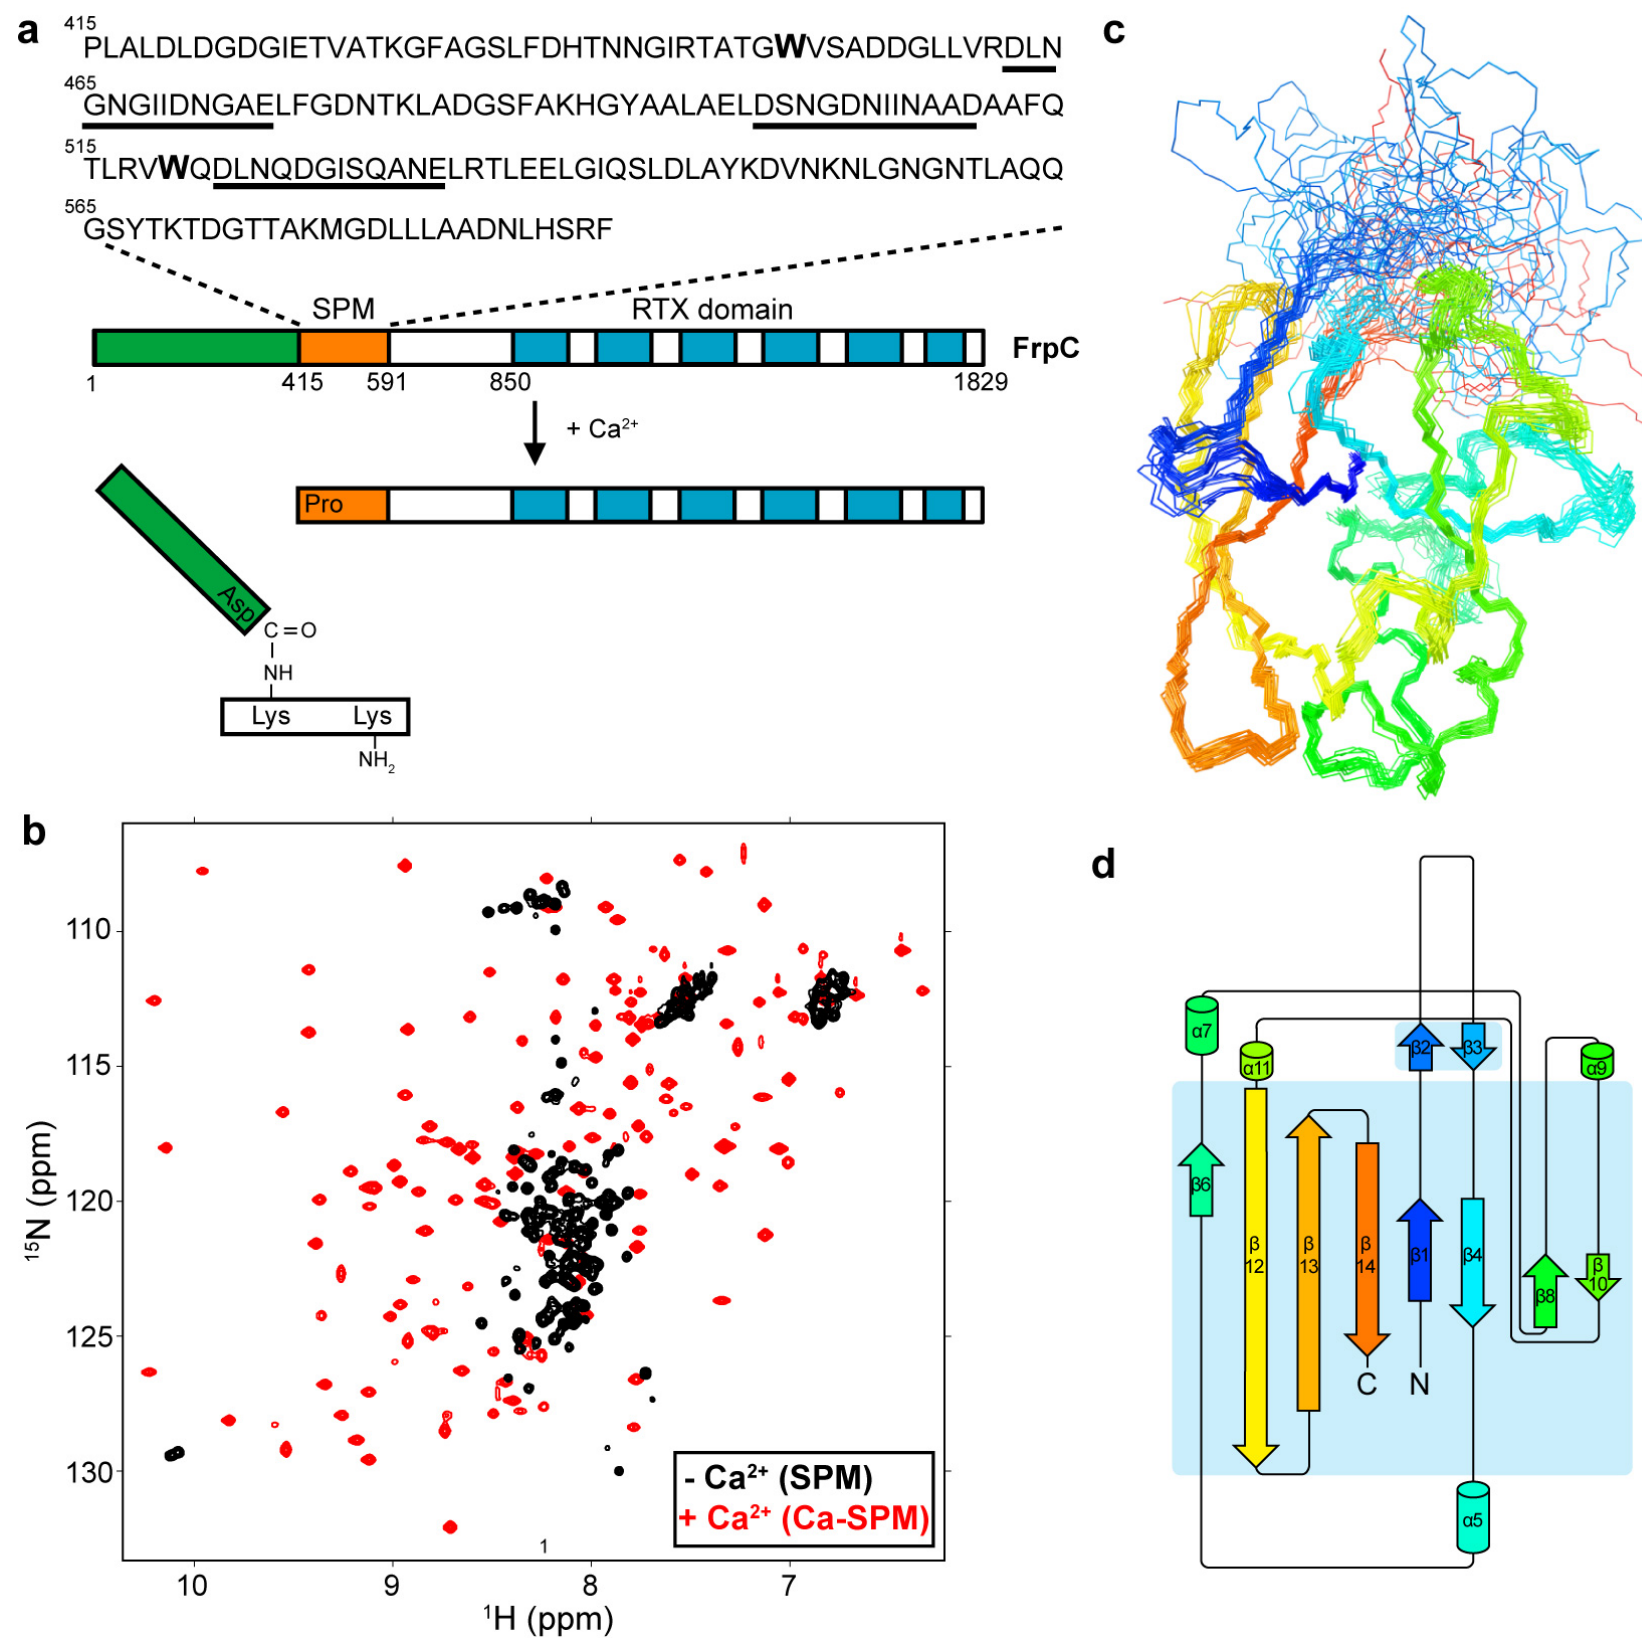 a
415
PLALDLDGDGIETVATKGFAGSLFDHTNNGIRTATGWVSADDGLLVRDLN
465
GNGIIDNGAELFGDNTKLADGSFAKHGYAALAELDSNGDNIINAADAAFQ
515
TLRVWQDLNQDGISQANELRTLEELGIQSLDLAYKDVNKNLGNGNTLAQQ
565
GSYTKTDGTTAKMGDLLLAADNLHSRF
SPM RTX domain
FrpC
1 415 591 850 1829
+ Ca²⁺
Pro
Asp
C=O
NH
Lys Lys
NH₂
b
110
115
120
125
130
¹⁵N (ppm)
- Ca²⁺ (SPM)
+ Ca²⁺ (Ca-SPM)
1
10 9 8 7
¹H (ppm)
c
d
α7
α11
β2
β3
α9
β6
β12
β13
β14
β1
β4
β8
β10
C N
α5